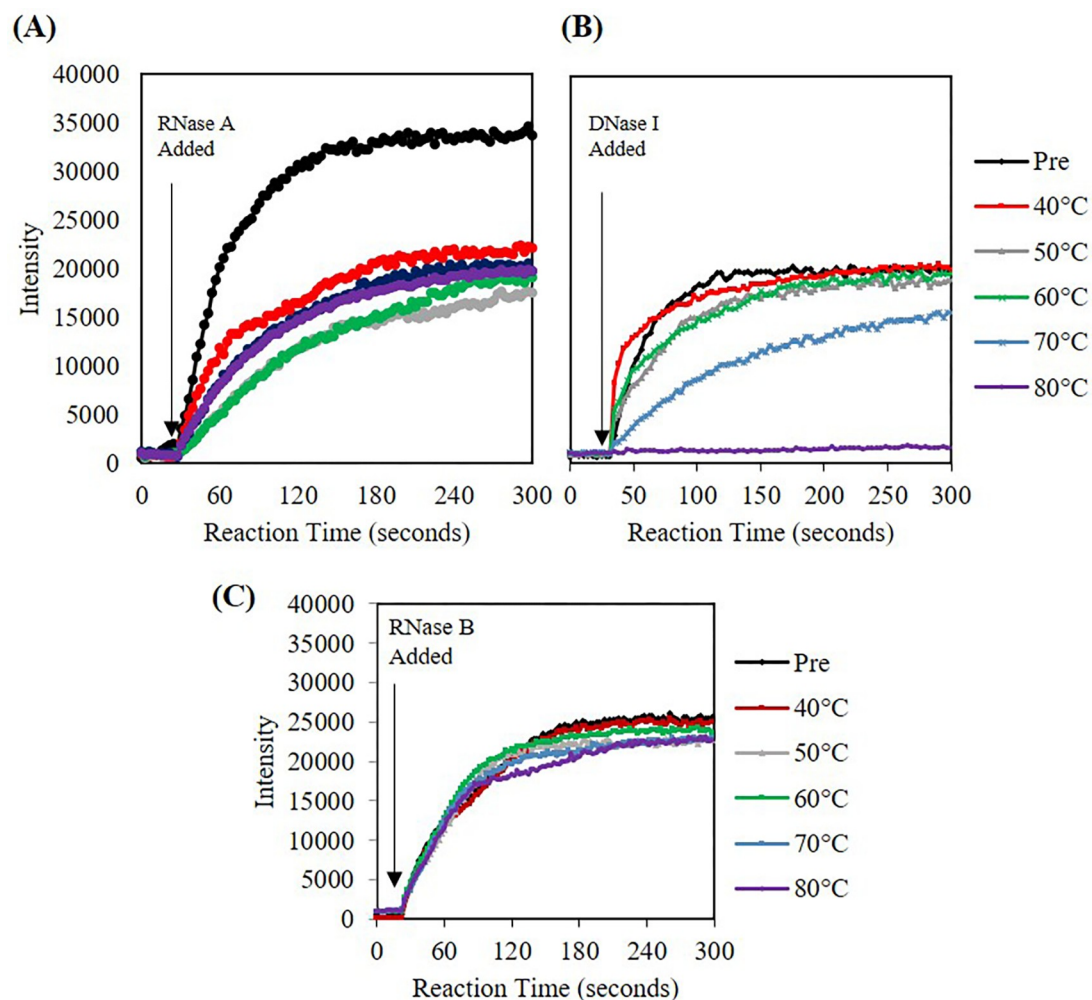 (A)
40000
35000
30000
25000
20000
15000
10000
5000
0
Intensity
RNase A
Added
0 60 120 180 240 300
Reaction Time (seconds)
(B)
DNase I
Added
0 50 100 150 200 250 300
Reaction Time (seconds)
Pre
40°C
50°C
60°C
70°C
80°C
(C)
40000
35000
30000
25000
20000
15000
10000
5000
0
Intensity
RNase B
Added
0 60 120 180 240 300
Reaction Time (seconds)
Pre
40°C
50°C
60°C
70°C
80°C